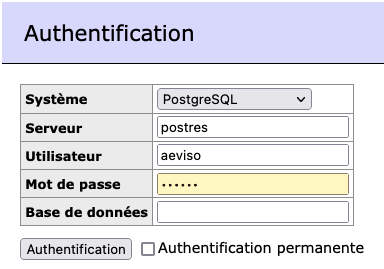 Authentification
Système PostgreSQL
Serveur postres
Utilisateur aeviso
Mot de passe ••••••
Base de données
Authentification Authentification permanente